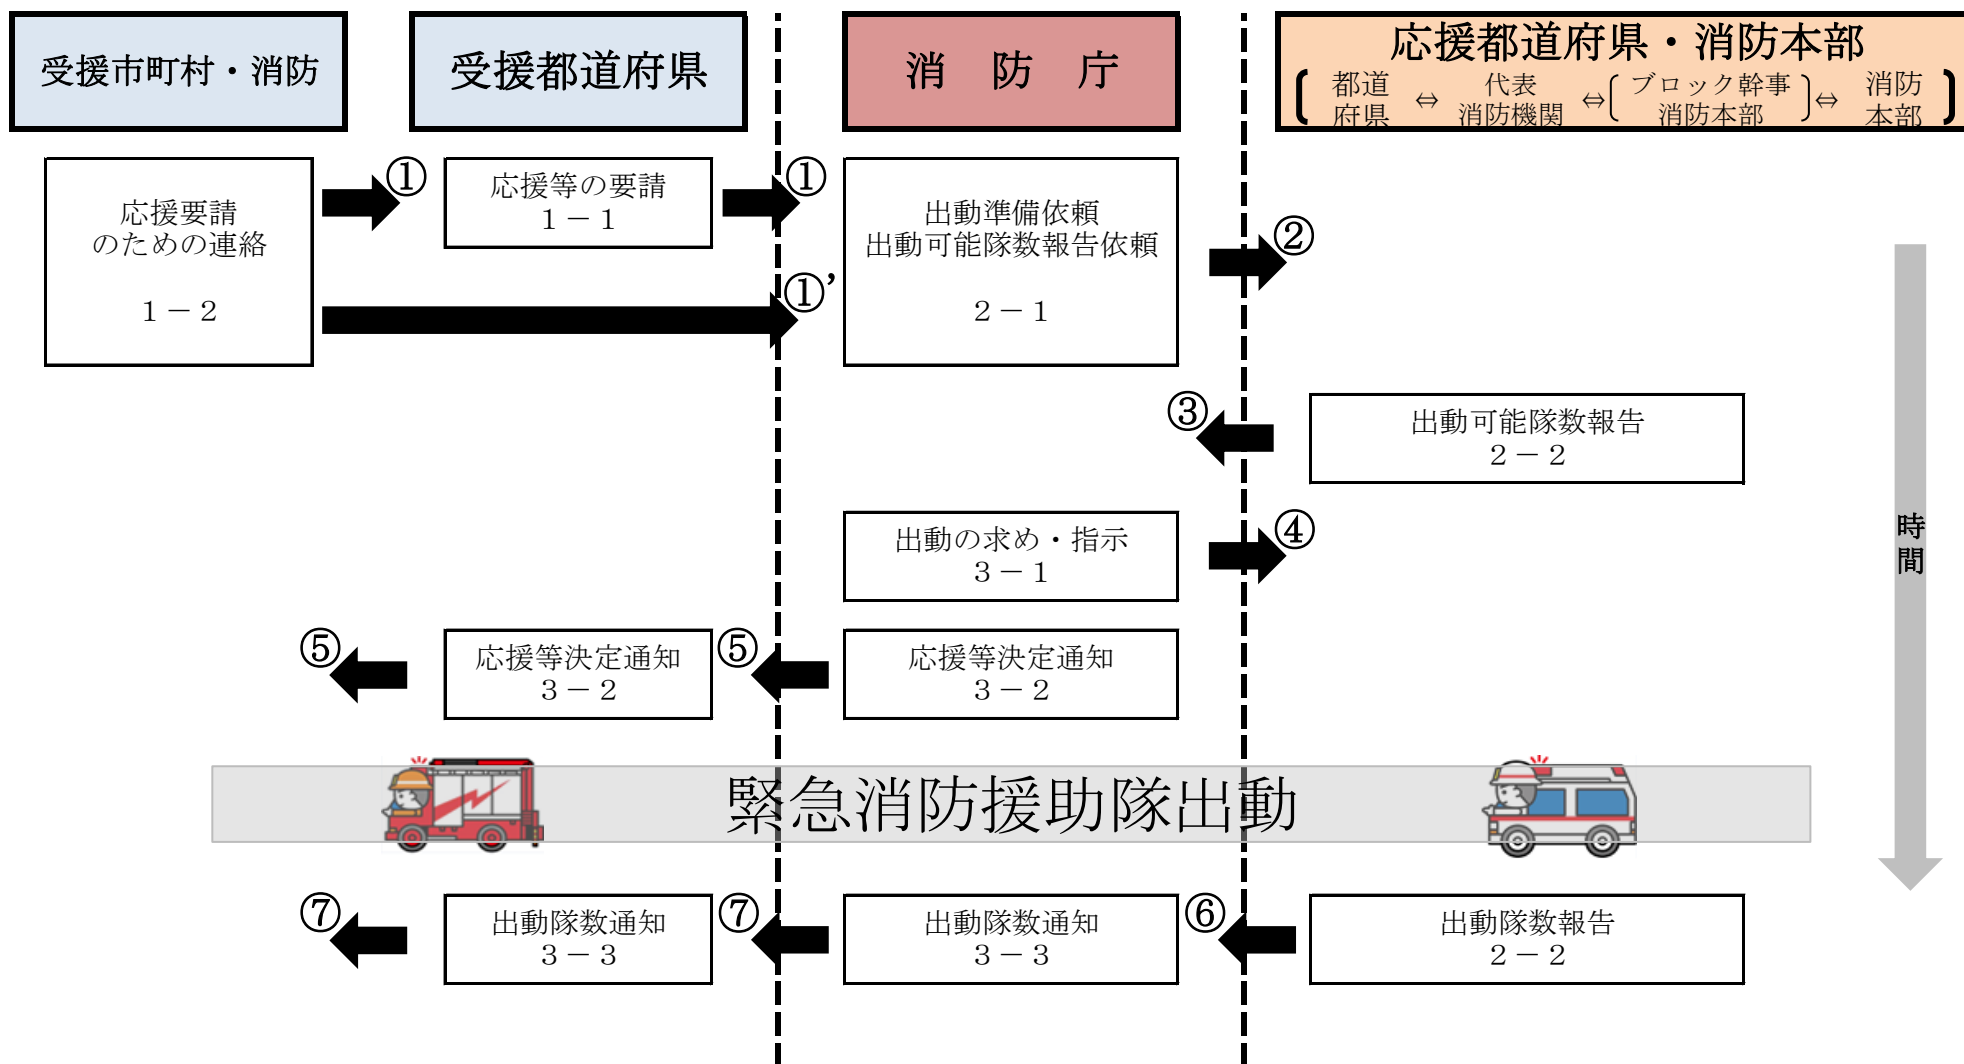 受援市町村・消防
受援都道府県
消 防 庁
応援都道府県・消防本部
都道
府県
⇔
代表
消防機関
⇔
ブロック幹事
消防本部
⇔
消防
本部
応援要請
のための連絡
1－2
①
応援等の要請
1－1
①
①’
出動準備依頼
出動可能隊数報告依頼
2－1
②
③
出動可能隊数報告
2－2
出動の求め・指示
3－1
④
時
間
⑤
応援等決定通知
3－2
⑤
応援等決定通知
3－2
緊急消防援助隊出動
⑦
出動隊数通知
3－3
⑦
出動隊数通知
3－3
⑥
出動隊数報告
2－2